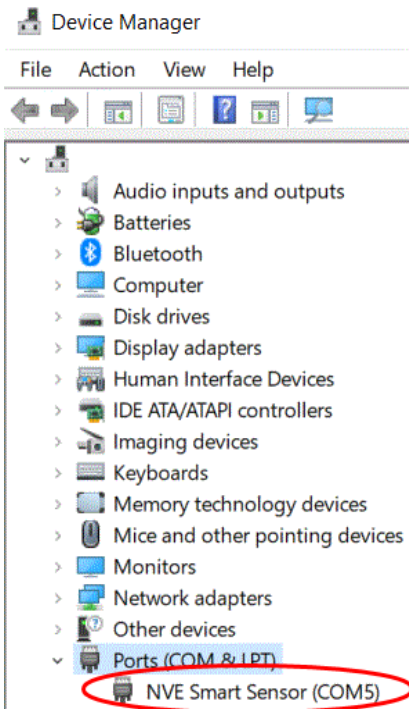 Device Manager
File Action View Help
Audio inputs and outputs
Batteries
Bluetooth
Computer
Disk drives
Display adapters
Human Interface Devices
IDE ATA/ATAPI controllers
Imaging devices
Keyboards
Memory technology devices
Mice and other pointing devices
Monitors
Network adapters
Other devices
Ports (COM & LPT)
NVE Smart Sensor (COM5)